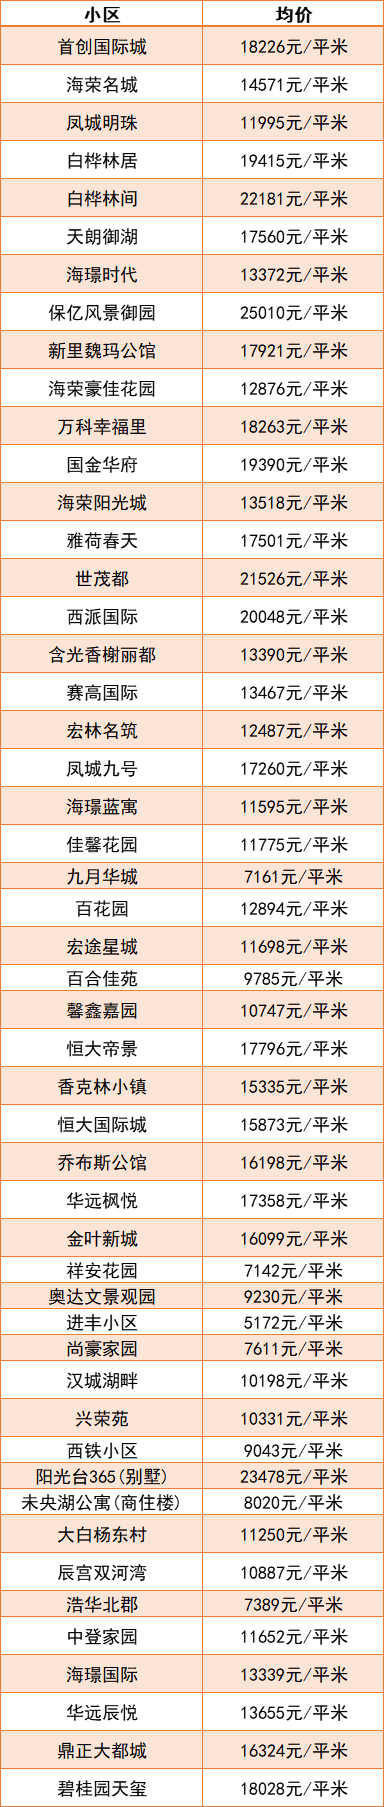 小区 均价
首创国际城 18226元/平米
海荣名城 14571元/平米
凤城明珠 11995元/平米
白桦林居 19415元/平米
白桦林间 22181元/平米
天朗御湖 17560元/平米
海璟时代 13372元/平米
保亿风景御园 25010元/平米
新里魏玛公馆 17921元/平米
海荣豪佳花园 12876元/平米
万科幸福里 18263元/平米
国金华府 19390元/平米
海荣阳光城 13518元/平米
雅荷春天 17501元/平米
世茂都 21526元/平米
西派国际 20048元/平米
含光香榭丽都 13390元/平米
赛高国际 13467元/平米
宏林名筑 12487元/平米
凤城九号 17260元/平米
海璟蓝寓 11595元/平米
佳馨花园 11775元/平米
九月华城 7161元/平米
百花园 12894元/平米
宏途星城 11698元/平米
百合佳苑 9785元/平米
馨鑫嘉园 10747元/平米
恒大帝景 17796元/平米
香克林小镇 15335元/平米
恒大国际城 15873元/平米
乔布斯公馆 16198元/平米
华远枫悦 17358元/平米
金叶新城 16099元/平米
祥安花园 7142元/平米
奥达文景观园 9230元/平米
进丰小区 5172元/平米
尚豪家园 7611元/平米
汉城湖畔 10198元/平米
兴荣苑 10331元/平米
西铁小区 9043元/平米
阳光台365(别墅) 23478元/平米
未央湖公寓(商住楼) 8020元/平米
大白杨东村 11250元/平米
辰宫双河湾 10887元/平米
浩华北郡 7389元/平米
中登家园 11652元/平米
海璟国际 13339元/平米
华远辰悦 13655元/平米
鼎正大都城 16324元/平米
碧桂园天玺 18028元/平米